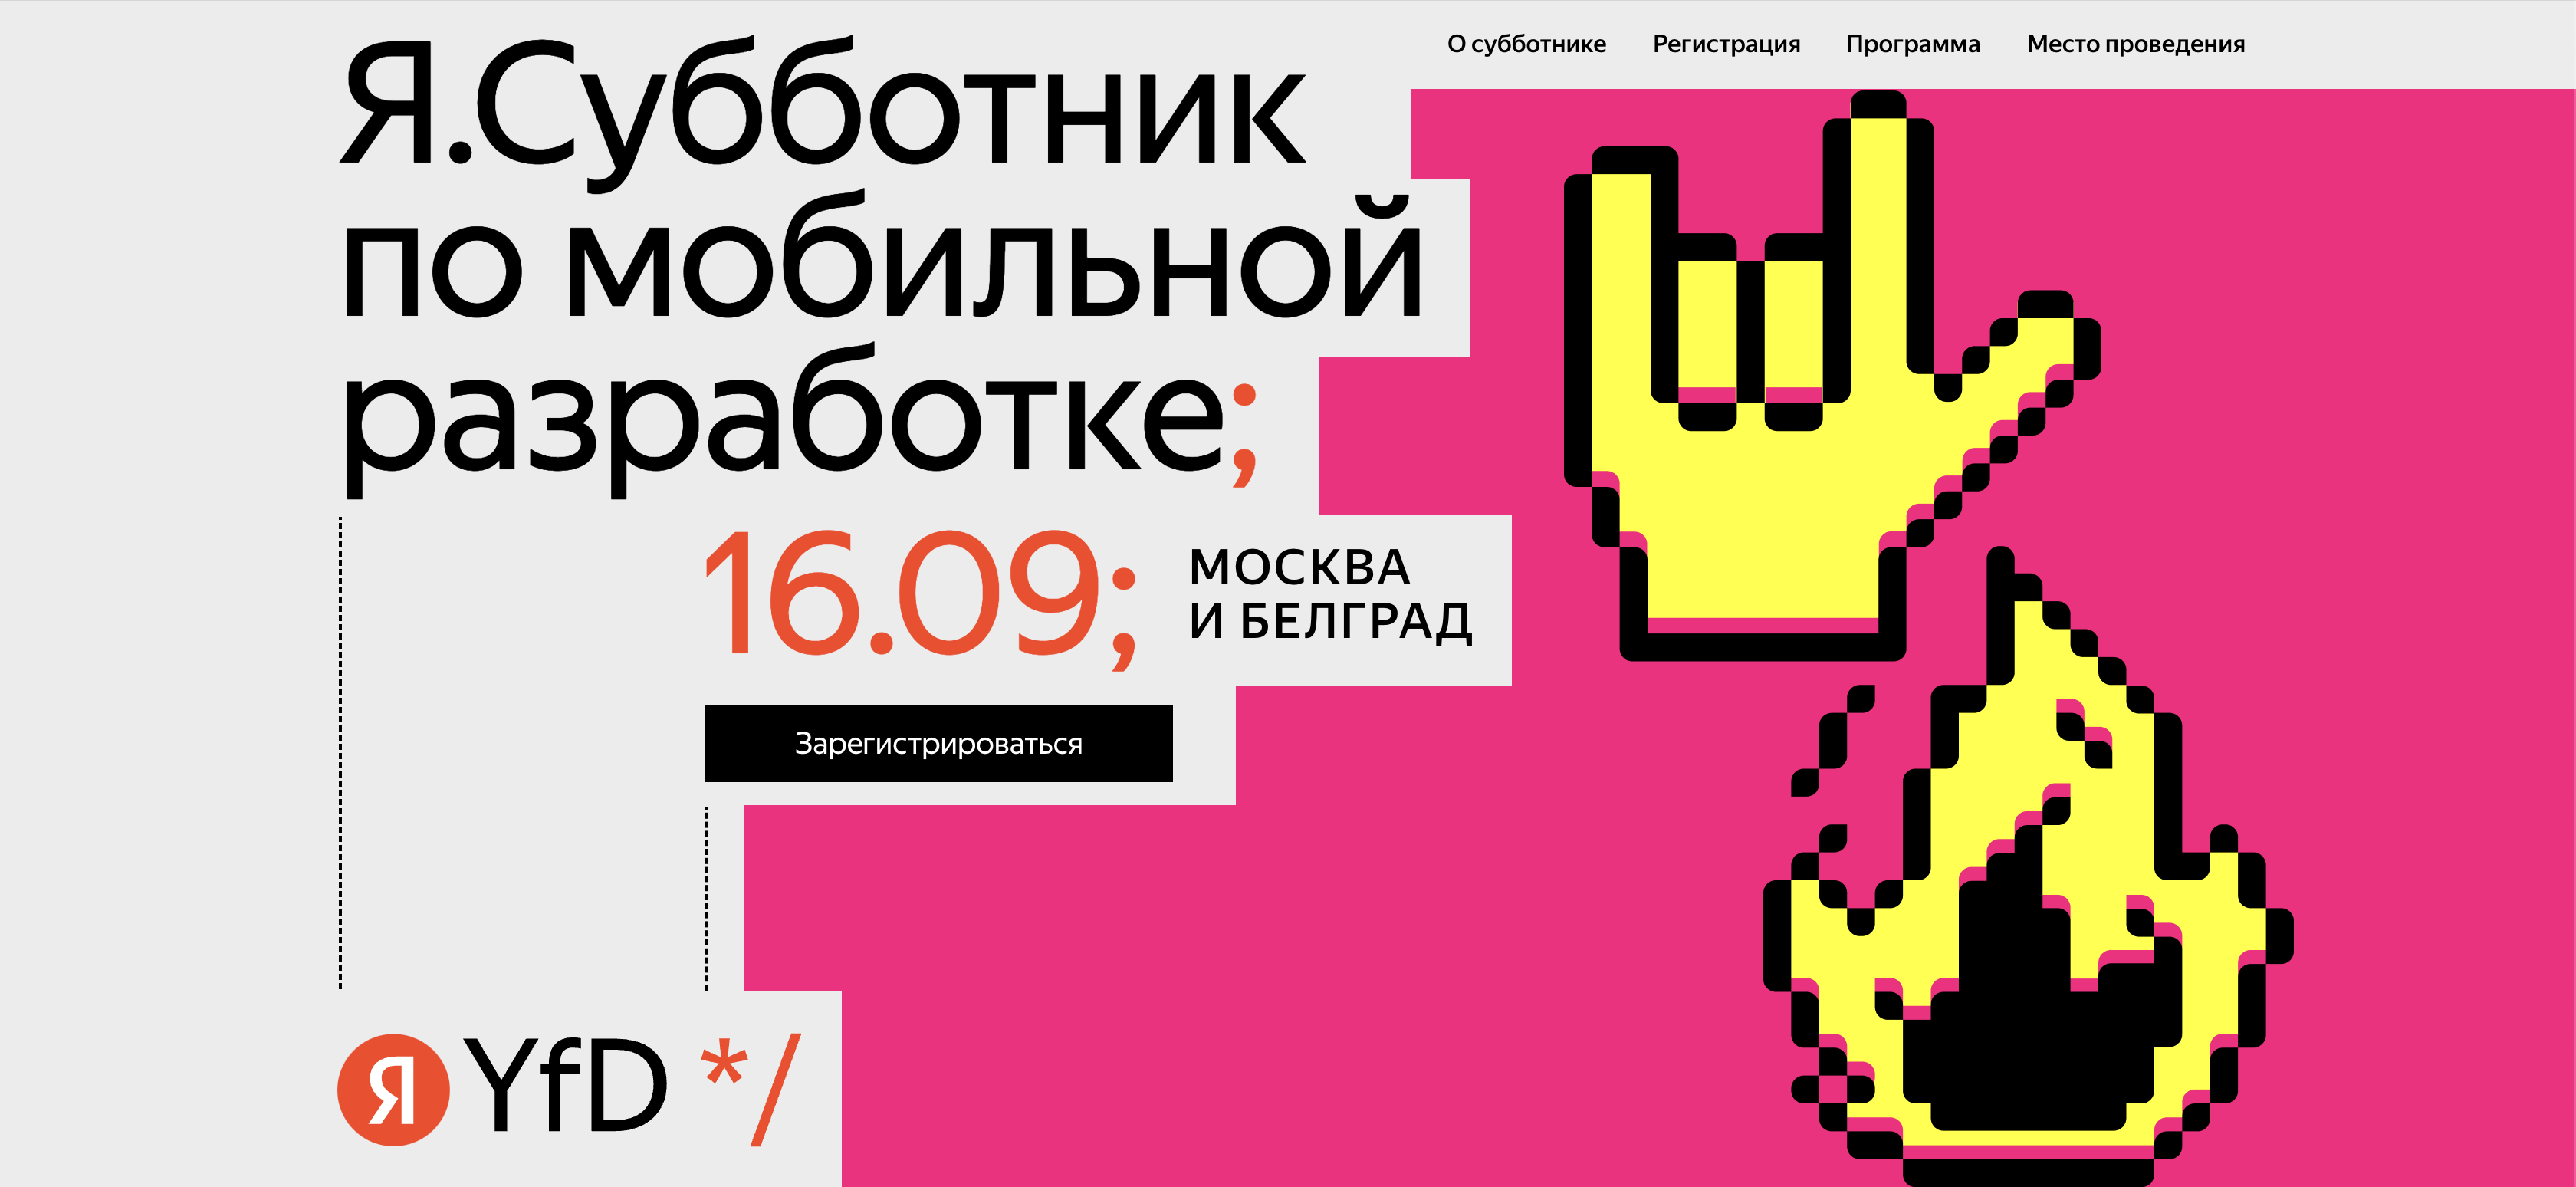 О субботнике Регистрация Программа Место проведения
Я.Субботник
по мобильной
разработке;
16.09;
МОСКВА
И БЕЛГРАД
Зарегистрироваться
Я YfD */